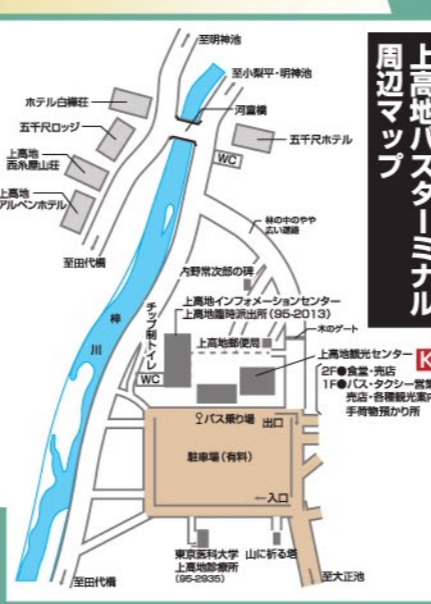 上高地バスターミナル
周辺マップ
至明神池
至小梨平・明神池
ホテル白樺荘
河童橋
五千尺ロッジ
五千尺ホテル
上高地
西糸屋山荘
WC
上高地
アルペンホテル
林の中のやや
広い道路
至田代橋
内野常次郎の碑
上高地インフォメーションセンター
上高地臨時派出所(95-2013)
チップ制トイレ
木のゲート
梓川
上高地郵便局
上高地観光センター
K
WC
2F●食堂・売店
1F●バス・タクシー営業
売店・各種観光案内
手荷物預かり所
バス乗り場
出口
駐車場(有料)
←入口
東京医科大学
上高地診療所
(95-2935)
山に祈る塔
至田代橋
至大正池